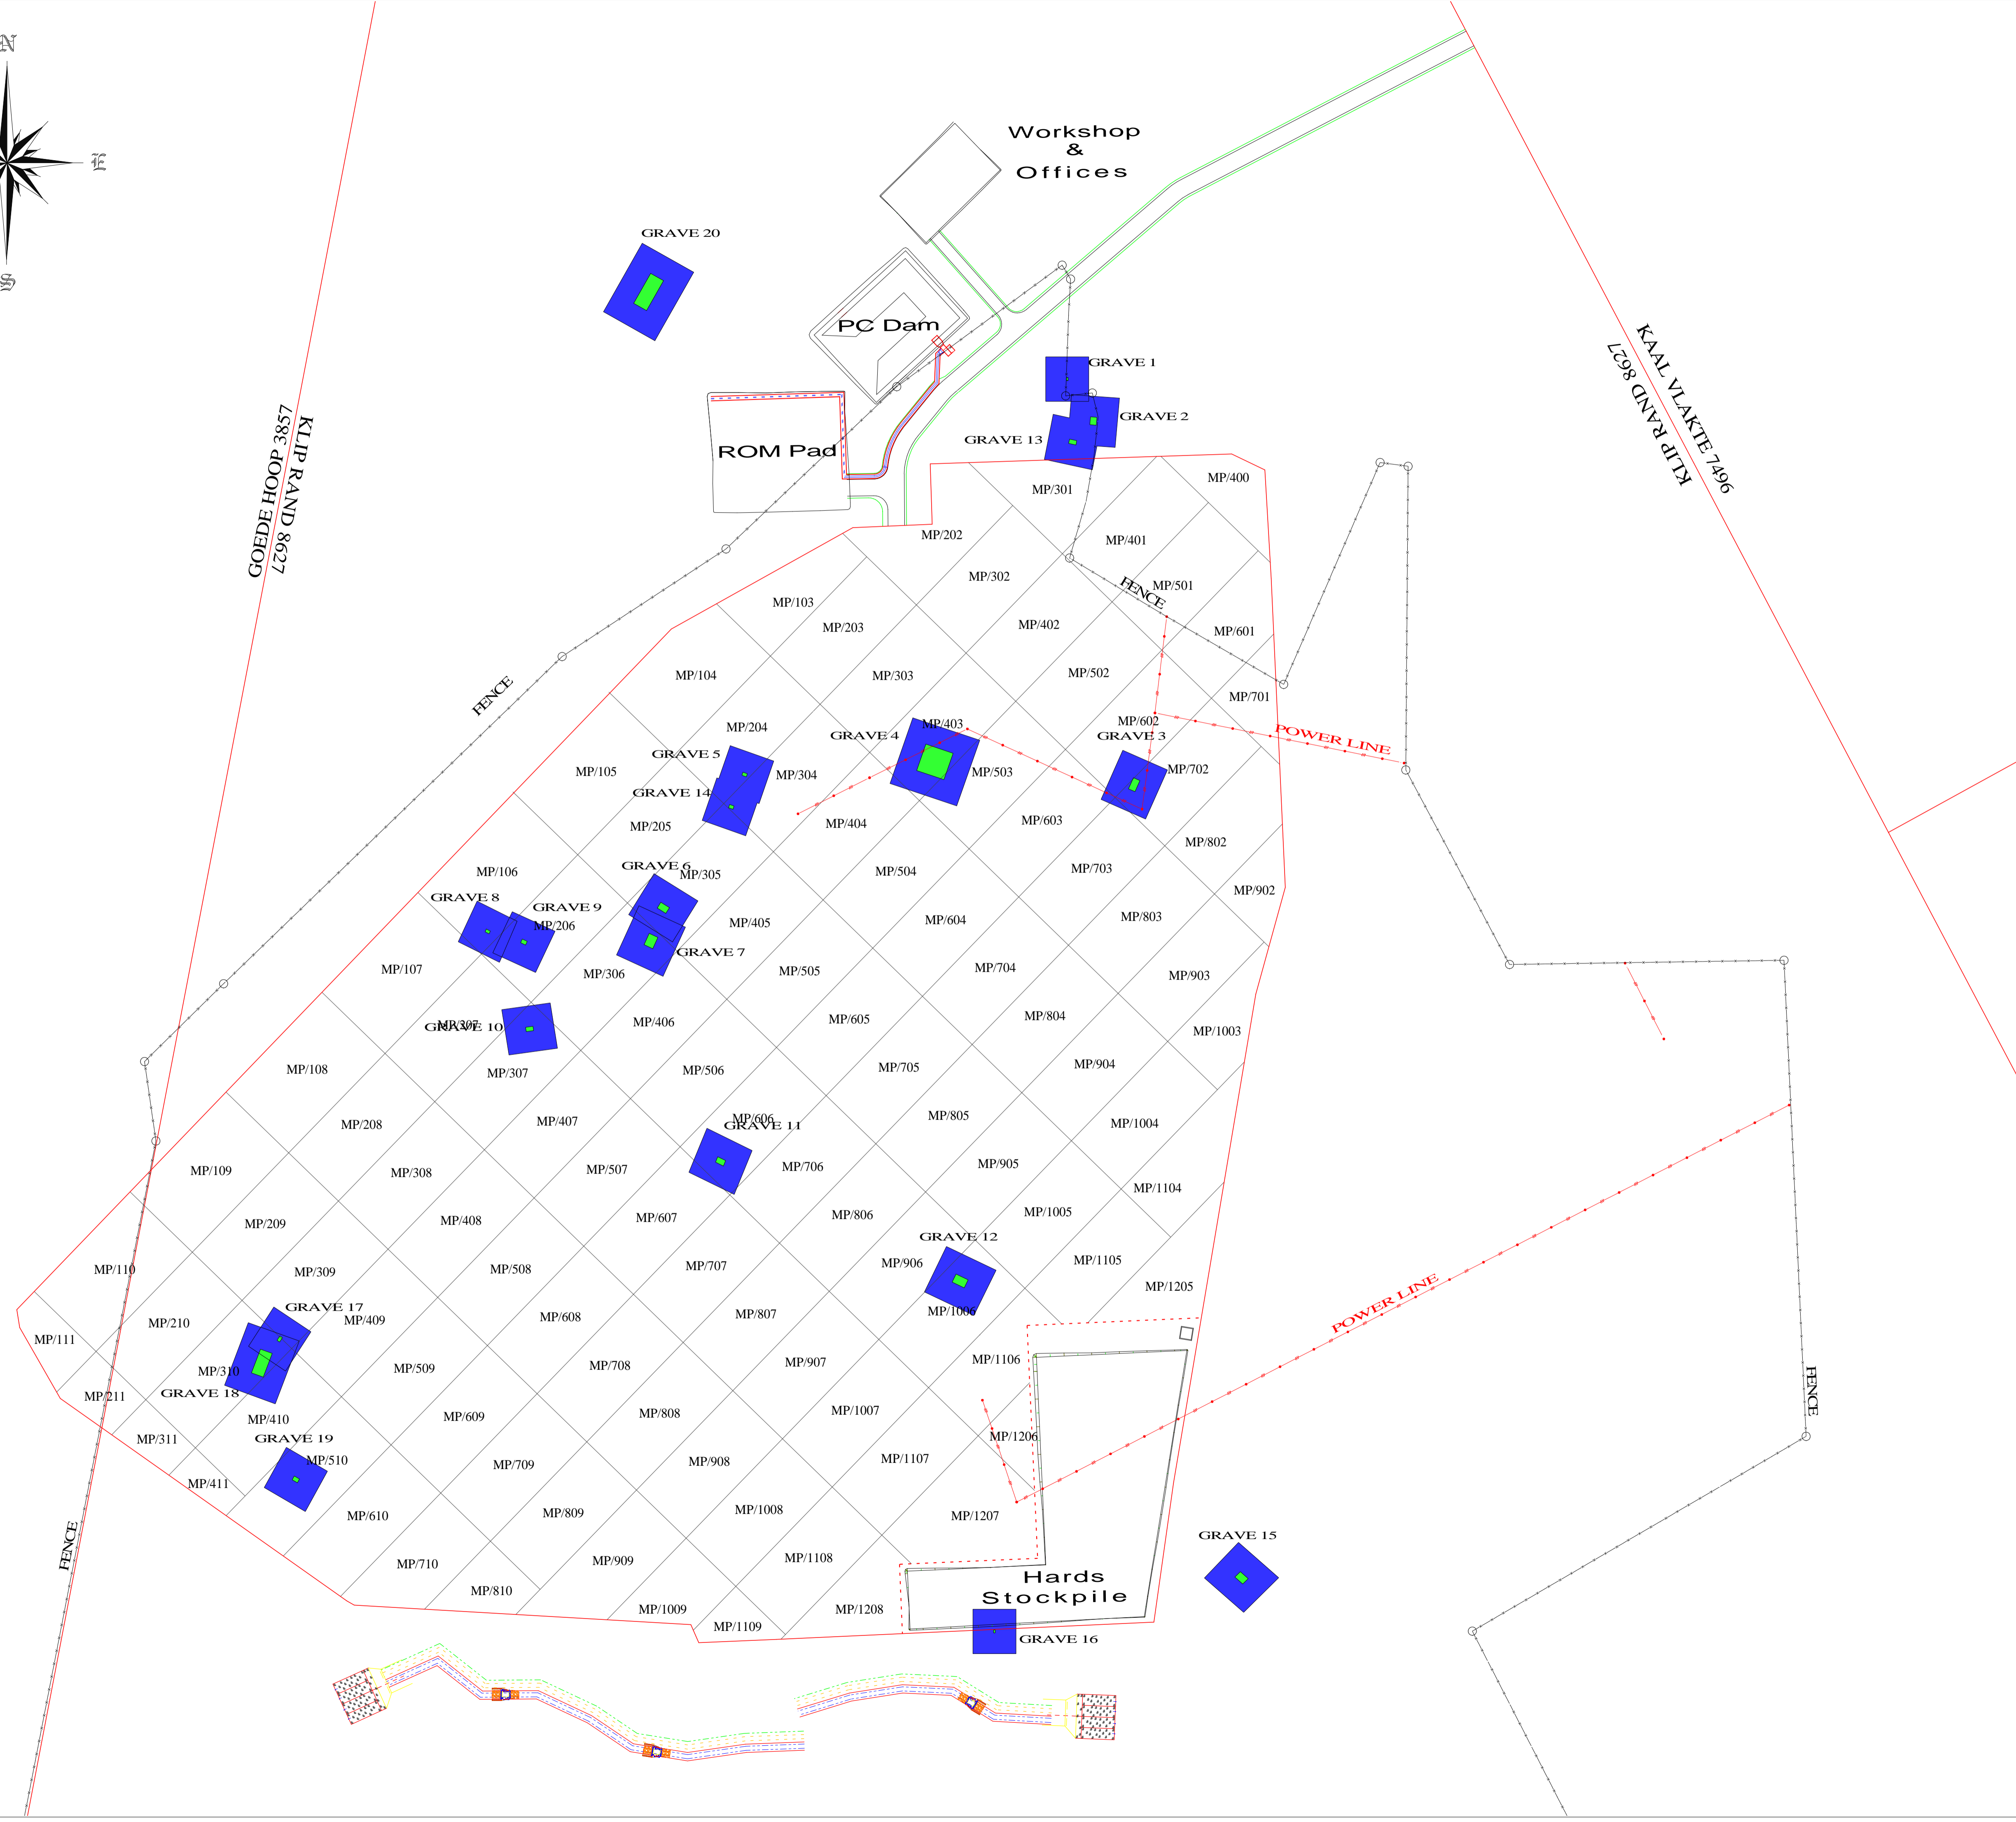 N
E
S
Workshop
&
Offices
GRAVE 20
PC Dam
KAAL VLAKTE 7496
KLIP RAND 8627
GRAVE 1
GOEDE HOOP 3857
KLIP RAND 8627
GRAVE 2
GRAVE 13
ROM Pad
MP/400
MP/301
MP/202
MP/401
MP/302
MP/501
FENCE
MP/103
MP/203
MP/402
MP/601
MP/104
MP/303
MP/502
FENCE
MP/701
MP/602
MP/403
MP/204
GRAVE 4
GRAVE 3
POWER LINE
GRAVE 5
MP/105
MP/304
MP/503
MP/702
GRAVE 14
MP/205
MP/404
MP/603
MP/802
GRAVE 6
MP/106
MP/305
MP/504
MP/703
MP/902
GRAVE 8
GRAVE 9
MP/206
MP/405
MP/604
MP/803
GRAVE 7
MP/107
MP/306
MP/505
MP/704
MP/903
MP/207
GRAVE 10
MP/406
MP/605
MP/804
MP/1003
MP/108
MP/307
MP/506
MP/705
MP/904
MP/208
MP/407
MP/606
GRAVE 11
MP/805
MP/1004
MP/109
MP/308
MP/507
MP/706
MP/905
MP/1104
MP/209
MP/408
MP/607
MP/806
MP/1005
GRAVE 12
MP/110
MP/309
MP/508
MP/707
MP/906
MP/1105
MP/1205
GRAVE 17
MP/210
MP/409
MP/608
MP/807
MP/1006
POWER LINE
MP/111
MP/310
MP/509
MP/708
MP/907
MP/1106
GRAVE 18
MP/211
MP/410
MP/609
MP/808
MP/1007
FENCE
GRAVE 19
MP/311
MP/510
MP/709
MP/908
MP/1107
MP/1206
MP/411
MP/610
MP/809
MP/1008
MP/1207
FENCE
GRAVE 15
MP/710
MP/909
MP/1108
Hards
Stockpile
MP/810
MP/1009
MP/1109
MP/1208
GRAVE 16